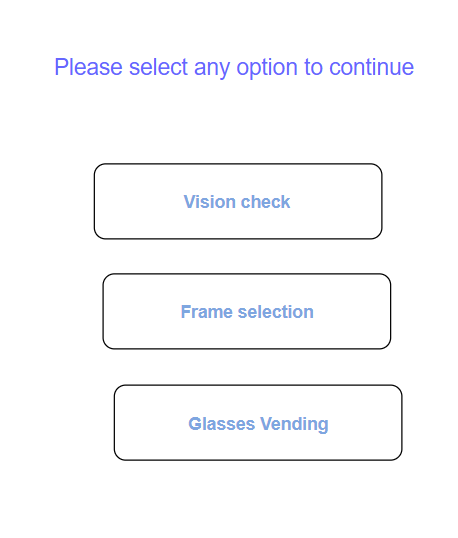 Please select any option to continue
Vision check
Frame selection
Glasses Vending